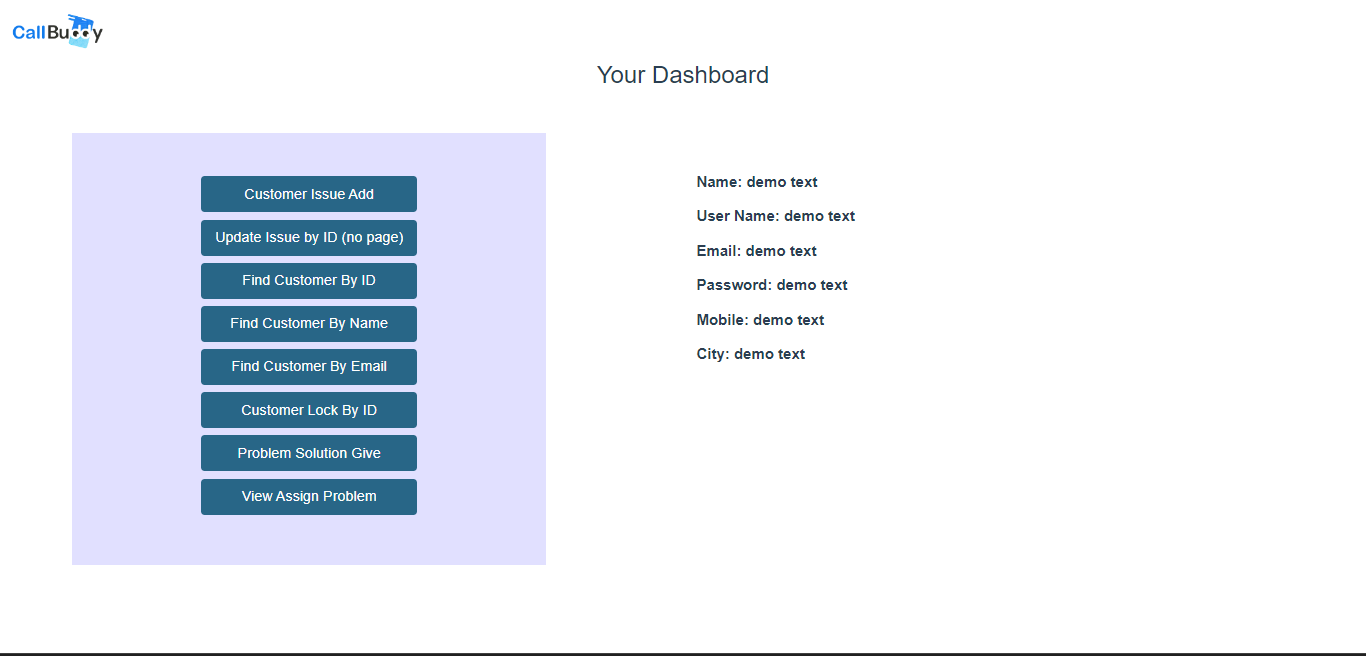 CallBuddy
Your Dashboard
Customer Issue Add
Update Issue by ID (no page)
Find Customer By ID
Find Customer By Name
Find Customer By Email
Customer Lock By ID
Problem Solution Give
View Assign Problem
Name: demo text
User Name: demo text
Email: demo text
Password: demo text
Mobile: demo text
City: demo text